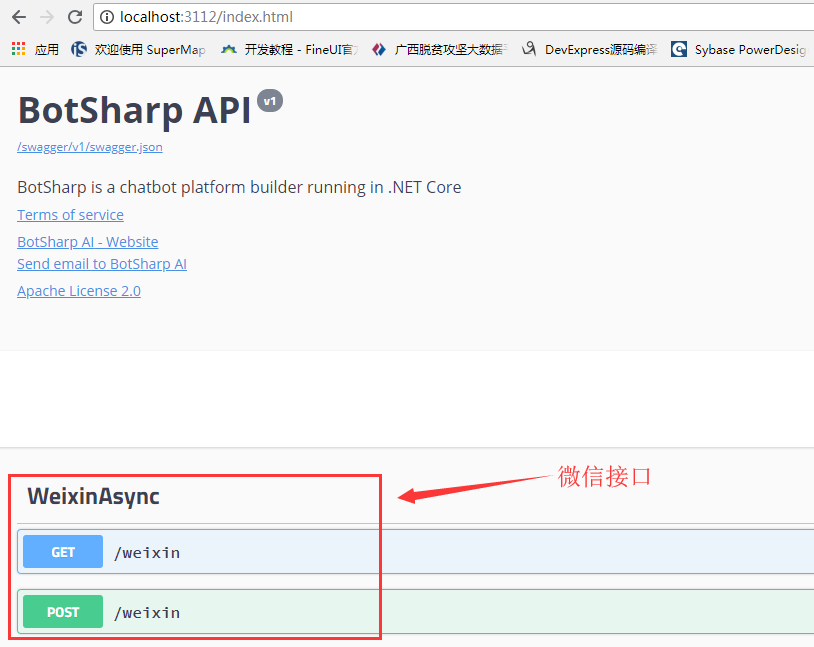 localhost:3112/index.html
应用 欢迎使用 SuperMap 开发教程 - FineUI官 广西脱贫攻坚大数据 DevExpress源码编译 Sybase PowerDesig
BotSharp API v1
/swagger/v1/swagger.json
BotSharp is a chatbot platform builder running in .NET Core
Terms of service
BotSharp AI - Website
Send email to BotSharp AI
Apache License 2.0
微信接口
WeixinAsync
GET /weixin
POST /weixin